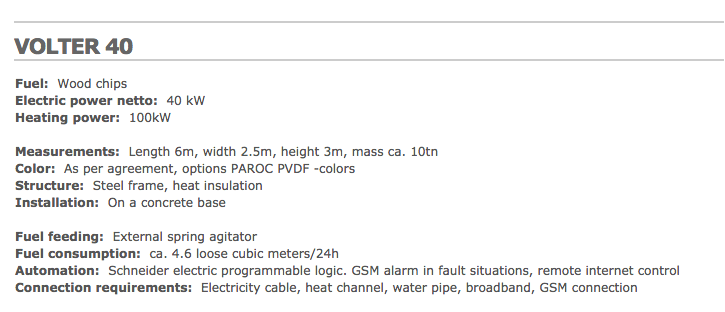 VOLTER 40
Fuel: Wood chips
Electric power netto: 40 kW
Heating power: 100kW
Measurements: Length 6m, width 2.5m, height 3m, mass ca. 10tn
Color: As per agreement, options PAROC PVDF -colors
Structure: Steel frame, heat insulation
Installation: On a concrete base
Fuel feeding: External spring agitator
Fuel consumption: ca. 4.6 loose cubic meters/24h
Automation: Schneider electric programmable logic. GSM alarm in fault situations, remote internet control
Connection requirements: Electricity cable, heat channel, water pipe, broadband, GSM connection